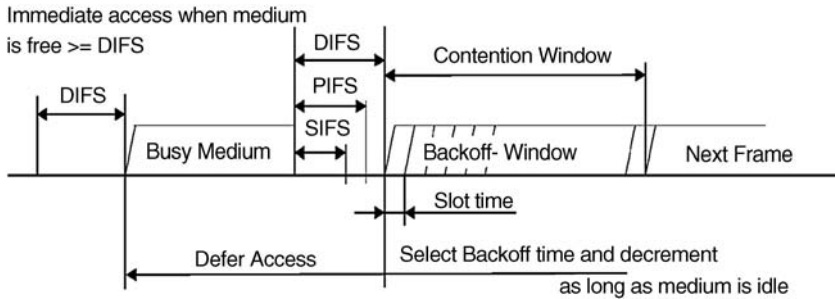 Immediate access when medium
is free >= DIFS
DIFS
DIFS
PIFS
SIFS
Contention Window
Busy Medium
Backoff- Window
Next Frame
Slot time
Defer Access
Select Backoff time and decrement
as long as medium is idle